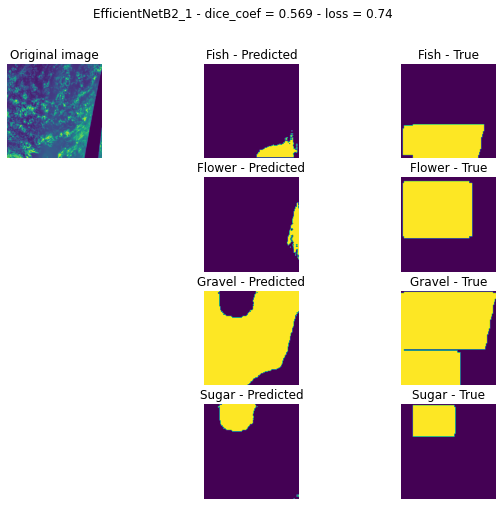 EfficientNetB2_1 - dice_coef = 0.569 - loss = 0.74
Original image
Fish - Predicted
Fish - True
Flower - Predicted
Flower - True
Gravel - Predicted
Gravel - True
Sugar - Predicted
Sugar - True